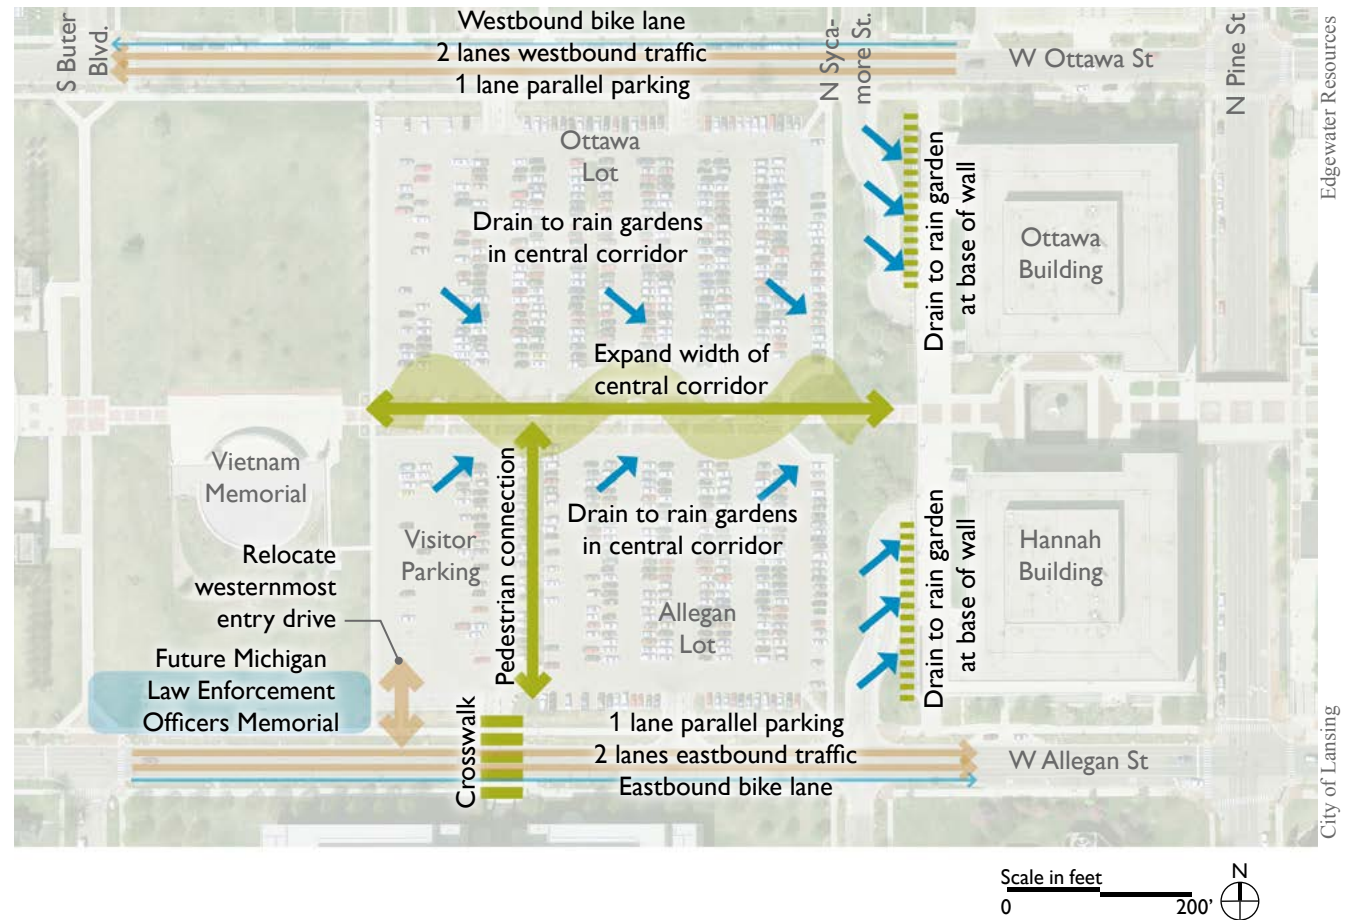 Westbound bike lane
2 lanes westbound traffic
1 lane parallel parking
S Buter
Blvd.
N Syca-
more St.
W Ottawa St
N Pine St
Edgewater Resources
Ottawa
Lot
Drain to rain gardens
in central corridor
Drain to rain garden
at base of wall
Ottawa
Building
Expand width of
central corridor
Vietnam
Memorial
Visitor
Parking
Pedestrian connection
Drain to rain gardens
in central corridor
Drain to rain garden
at base of wall
Hannah
Building
Relocate
westernmost
entry drive
Allegan
Lot
Future Michigan
Law Enforcement
Officers Memorial
Crosswalk
1 lane parallel parking
2 lanes eastbound traffic
Eastbound bike lane
W Allegan St
City of Lansing
Scale in feet
0
200'
N